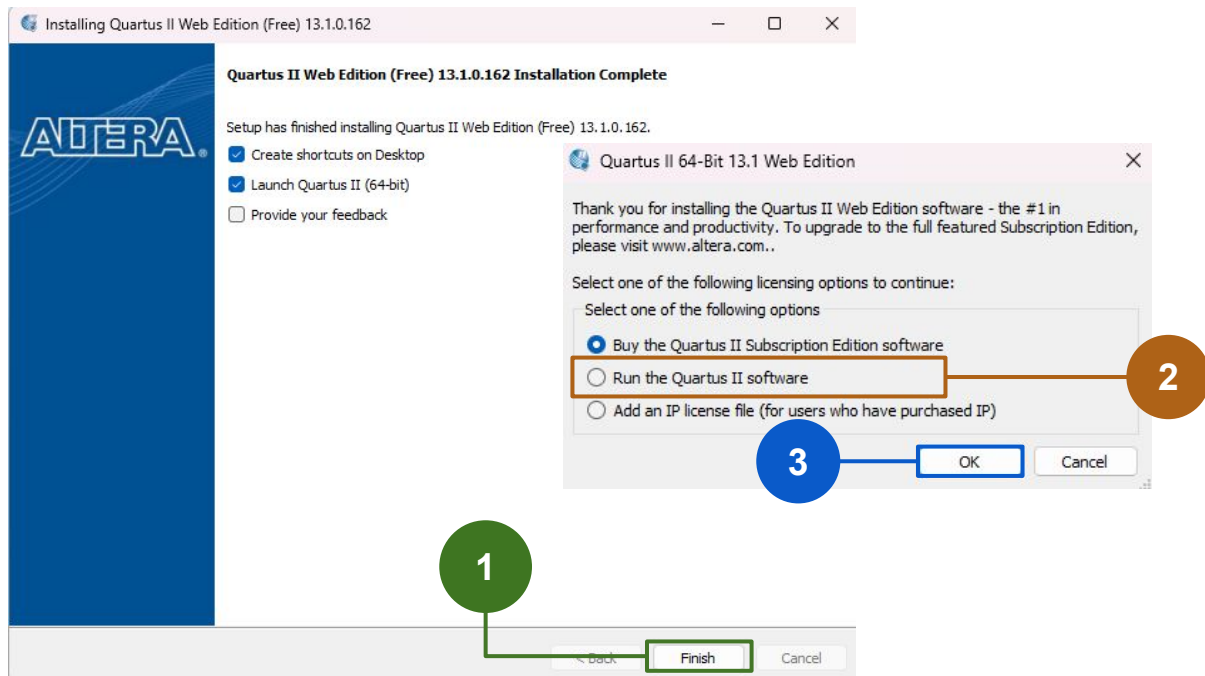 Installing Quartus II Web Edition (Free) 13.1.0.162
Quartus II Web Edition (Free) 13.1.0.162 Installation Complete
ALTERA®
Setup has finished installing Quartus II Web Edition (Free) 13.1.0.162.
Create shortcuts on Desktop
Launch Quartus II (64-bit)
Provide your feedback
Quartus II 64-Bit 13.1 Web Edition
Thank you for installing the Quartus II Web Edition software - the #1 in
performance and productivity. To upgrade to the full featured Subscription Edition,
please visit www.altera.com..
Select one of the following licensing options to continue:
Select one of the following options
Buy the Quartus II Subscription Edition software
Run the Quartus II software
2
Add an IP license file (for users who have purchased IP)
3
OK
Cancel
1
< Back
Finish
Cancel